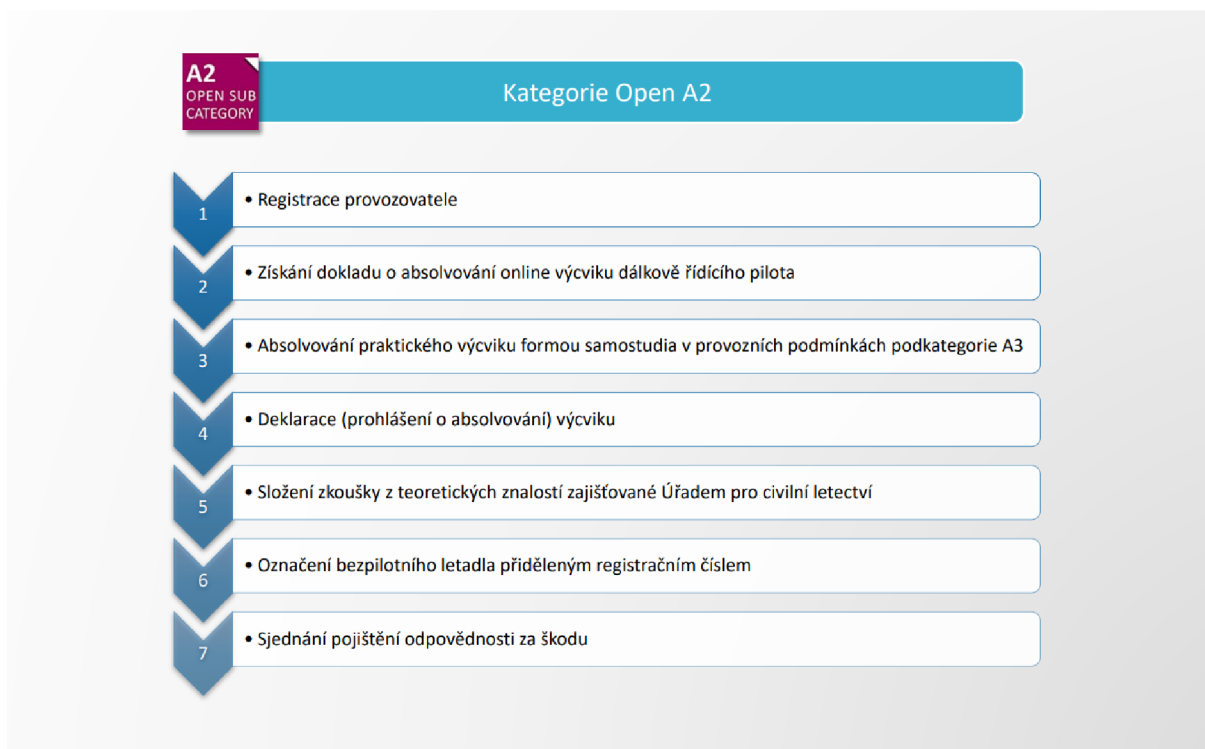 A2
OPEN SUB
CATEGORY
Kategorie Open A2
1
• Registrace provozovatele
2
• Získání dokladu o absolvování online výcviku dálkově řídícího pilota
3
• Absolvování praktického výcviku formou samostudia v provozních podmínkách podkategorie A3
4
• Deklarace (prohlášení o absolvování) výcviku
5
• Složení zkoušky z teoretických znalostí zajišťované Úřadem pro civilní letectví
6
• Označení bezpilotního letadla přiděleným registračním číslem
7
• Sjednání pojištění odpovědnosti za škodu